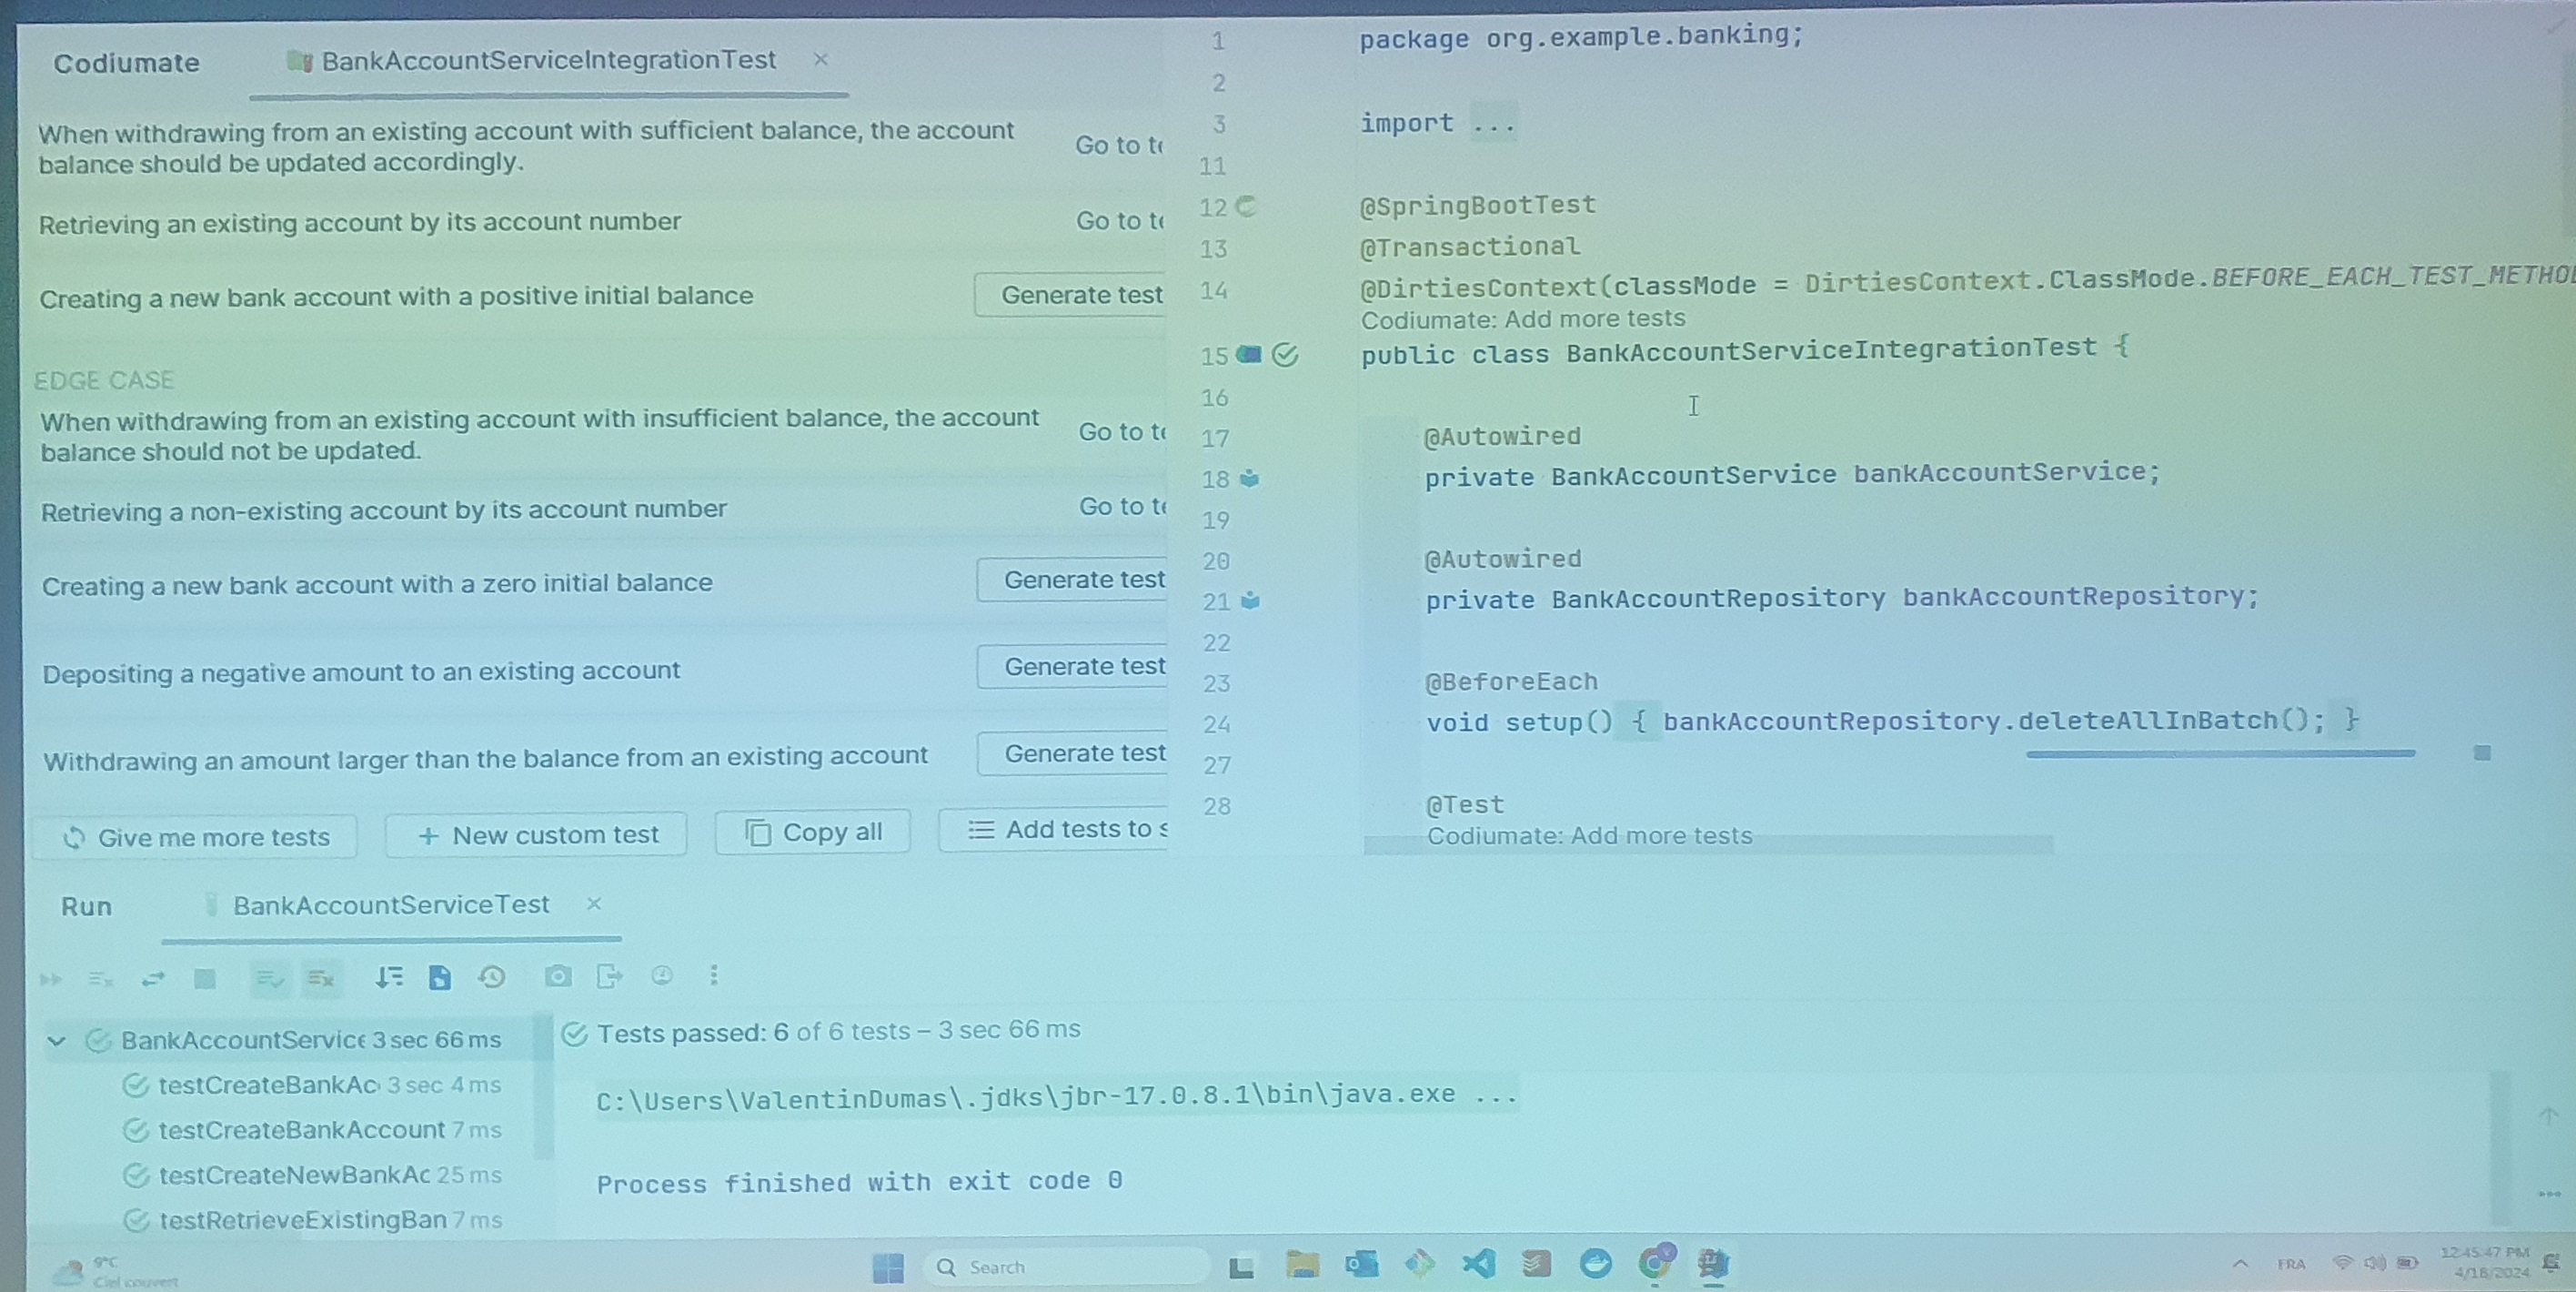 Codiumate BankAccountServiceIntegrationTest ×
When withdrawing from an existing account with sufficient balance, the account
balance should be updated accordingly.
Go to te
Retrieving an existing account by its account number
Go to te
Creating a new bank account with a positive initial balance
Generate test
EDGE CASE
When withdrawing from an existing account with insufficient balance, the account
balance should not be updated.
Go to te
Retrieving a non-existing account by its account number
Go to te
Creating a new bank account with a zero initial balance
Generate test
Depositing a negative amount to an existing account
Generate test
Withdrawing an amount larger than the balance from an existing account
Generate test
Give me more tests
+ New custom test
Copy all
Add tests to s
1 package org.example.banking;
2
3 import ...
11
12 @SpringBootTest
13 @Transactional
14 @DirtiesContext(classMode = DirtiesContext.ClassMode.BEFORE_EACH_TEST_METHOD
Codiumate: Add more tests
15 public class BankAccountServiceIntegrationTest {
16
17 @Autowired
18 private BankAccountService bankAccountService;
19
20 @Autowired
21 private BankAccountRepository bankAccountRepository;
22
23 @BeforeEach
24 void setup() { bankAccountRepository.deleteAllInBatch(); }
27
28 @Test
Codiumate: Add more tests
Run BankAccountServiceTest ×
BankAccountService 3 sec 66 ms
testCreateBankAc 3 sec 4 ms
testCreateBankAccount 7 ms
testCreateNewBankAc 25 ms
testRetrieveExistingBan 7 ms
Tests passed: 6 of 6 tests – 3 sec 66 ms
C:\Users\ValentinDumas\.jdks\jbr-17.0.8.1\bin\java.exe ...
Process finished with exit code 0
9°C
Ciel couvert
Search
FRA
12:45:47 PM
4/18/2024